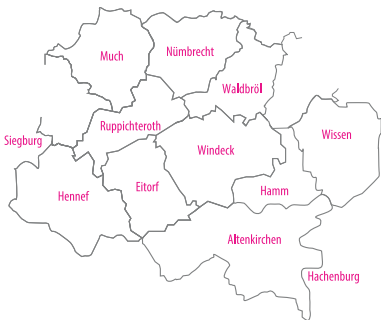 Much
Nümbrecht
Waldbröl
Ruppichteroth
Siegburg
Windeck
Wissen
Hennef
Eitorf
Hamm
Altenkirchen
Hachenburg